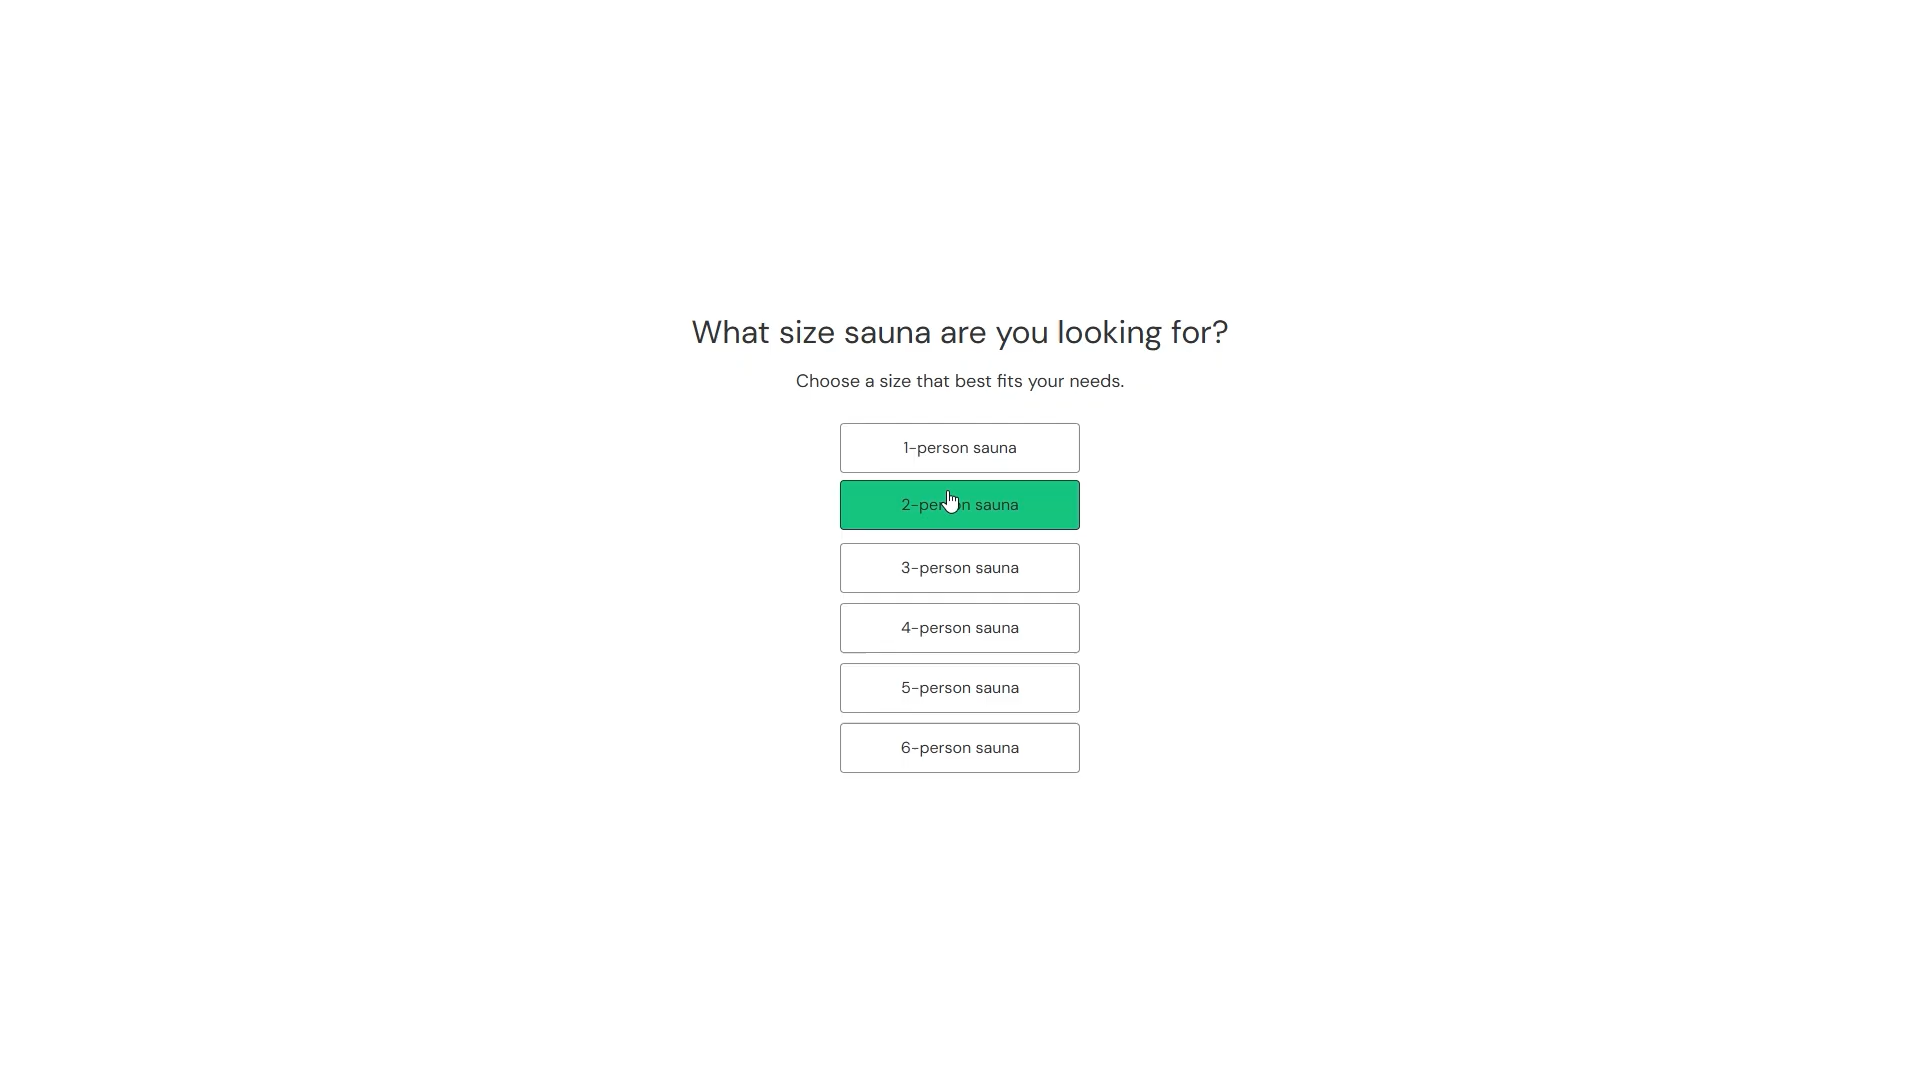 What size sauna are you looking for?
Choose a size that best fits your needs.
1-person sauna
2-person sauna
3-person sauna
4-person sauna
5-person sauna
6-person sauna